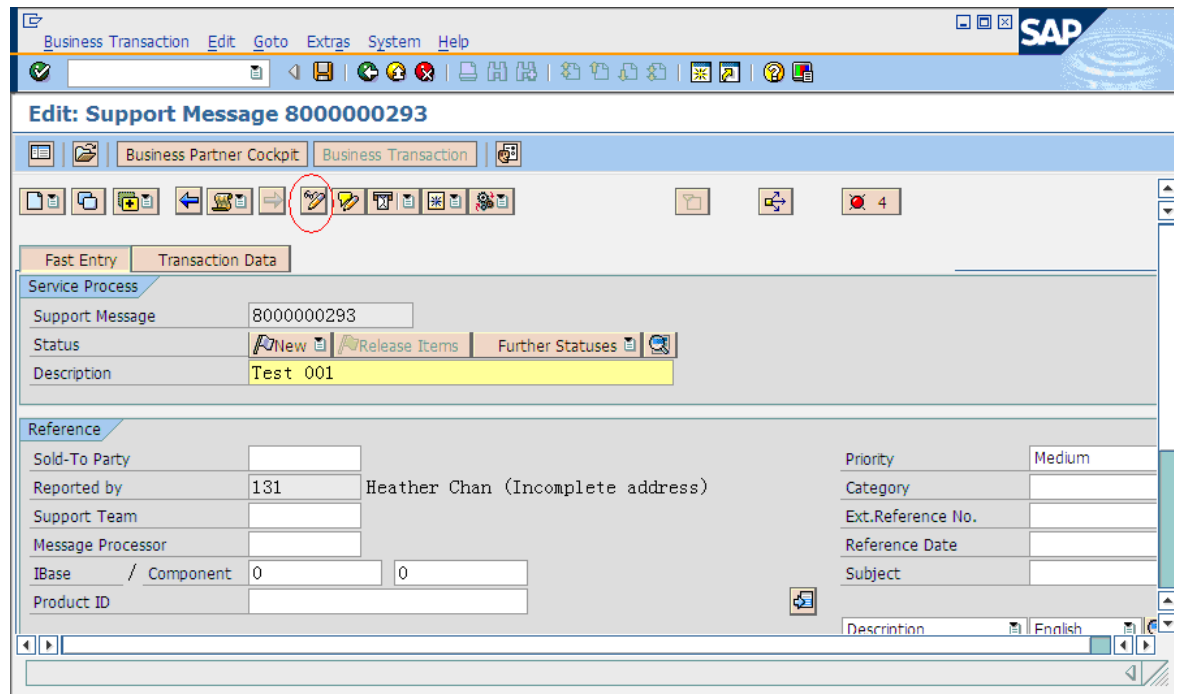 Business Transaction Edit Goto Extras System Help
SAP
Edit: Support Message 8000000293
Business Partner Cockpit Business Transaction
4
Fast Entry Transaction Data
Service Process
Support Message 8000000293
Status New Release Items Further Statuses
Description Test 001
Reference
Sold-To Party Priority Medium
Reported by 131 Heather Chan (Incomplete address) Category
Support Team Ext.Reference No.
Message Processor Reference Date
IBase / Component 0 0 Subject
Product ID
Description English